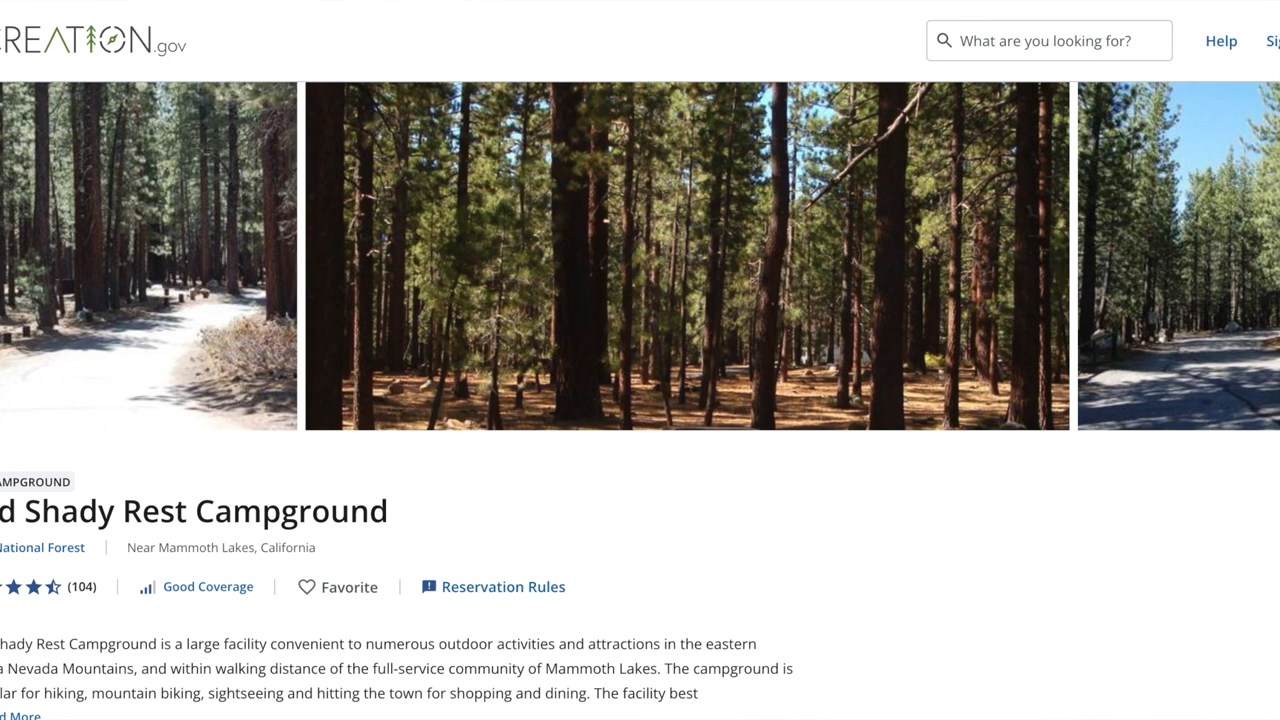 CREATION.gov
What are you looking for?
Help
AMPGROUND
d Shady Rest Campground
National Forest
Near Mammoth Lakes, California
(104)
Good Coverage
Favorite
Reservation Rules
hady Rest Campground is a large facility convenient to numerous outdoor activities and attractions in the eastern
a Nevada Mountains, and within walking distance of the full-service community of Mammoth Lakes. The campground is
lar for hiking, mountain biking, sightseeing and hitting the town for shopping and dining. The facility best
d More